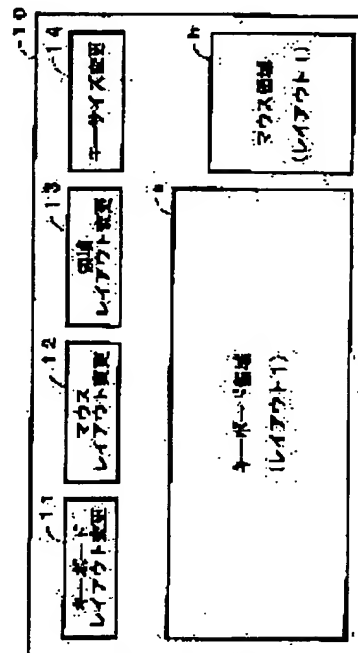 10
11
キーボード
レイアウト変更
12
マウス
レイアウト変更
13
領域
レイアウト変更
14
キーサイズ変更
キーボード領域
(レイアウト1)
マウス領域
(レイアウト1)